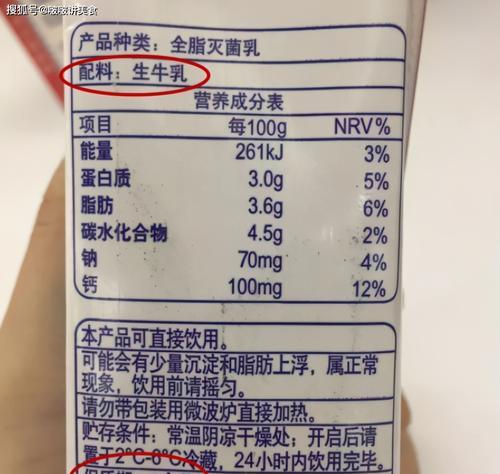 搜狐号@啵啵讲美食
产品种类：全脂灭菌乳
配料：生牛乳
营养成分表
项目 每100g NRV%
能量 261kJ 3%
蛋白质 3.0g 5%
脂肪 3.6g 6%
碳水化合物 4.5g 2%
钠 70mg 4%
钙 100mg 12%
本产品可直接饮用。
可能会有少量沉淀和脂肪上浮，属正常
现象，饮用前请摇匀。
请勿带包装用微波炉直接加热。
贮存条件：常温阴凉干燥处；开启后请
置于2°C-6°C冷藏，24小时内饮用完毕。